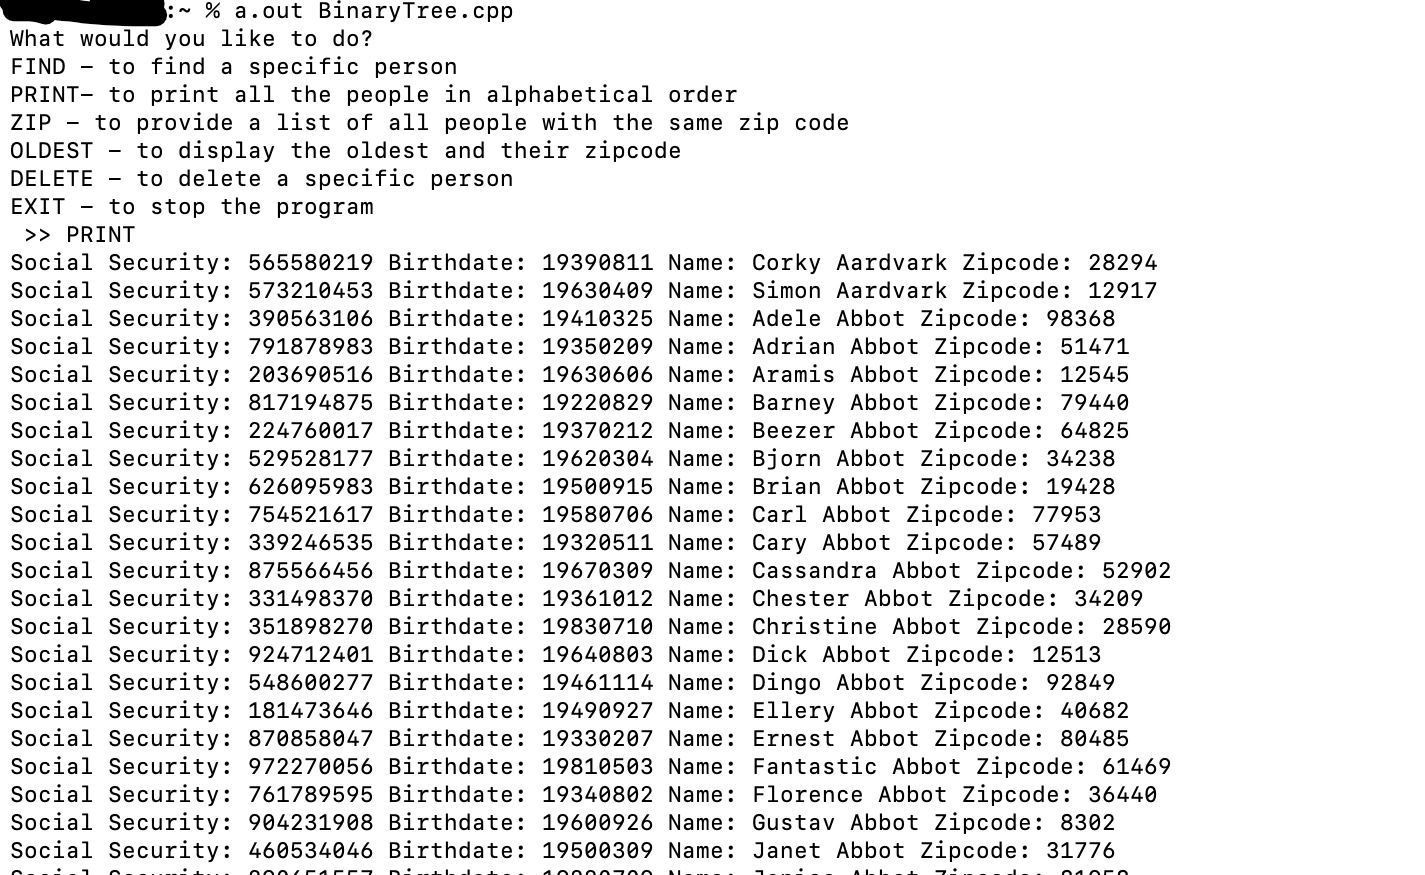 :~ % a.out BinaryTree.cpp
What would you like to do?
FIND – to find a specific person
PRINT– to print all the people in alphabetical order
ZIP – to provide a list of all people with the same zip code
OLDEST – to display the oldest and their zipcode
DELETE – to delete a specific person
EXIT – to stop the program
>> PRINT
Social Security: 565580219 Birthdate: 19390811 Name: Corky Aardvark Zipcode: 28294
Social Security: 573210453 Birthdate: 19630409 Name: Simon Aardvark Zipcode: 12917
Social Security: 390563106 Birthdate: 19410325 Name: Adele Abbot Zipcode: 98368
Social Security: 791878983 Birthdate: 19350209 Name: Adrian Abbot Zipcode: 51471
Social Security: 203690516 Birthdate: 19630606 Name: Aramis Abbot Zipcode: 12545
Social Security: 817194875 Birthdate: 19220829 Name: Barney Abbot Zipcode: 79440
Social Security: 224760017 Birthdate: 19370212 Name: Beezer Abbot Zipcode: 64825
Social Security: 529528177 Birthdate: 19620304 Name: Bjorn Abbot Zipcode: 34238
Social Security: 626095983 Birthdate: 19500915 Name: Brian Abbot Zipcode: 19428
Social Security: 754521617 Birthdate: 19580706 Name: Carl Abbot Zipcode: 77953
Social Security: 339246535 Birthdate: 19320511 Name: Cary Abbot Zipcode: 57489
Social Security: 875566456 Birthdate: 19670309 Name: Cassandra Abbot Zipcode: 52902
Social Security: 331498370 Birthdate: 19361012 Name: Chester Abbot Zipcode: 34209
Social Security: 351898270 Birthdate: 19830710 Name: Christine Abbot Zipcode: 28590
Social Security: 924712401 Birthdate: 19640803 Name: Dick Abbot Zipcode: 12513
Social Security: 548600277 Birthdate: 19461114 Name: Dingo Abbot Zipcode: 92849
Social Security: 181473646 Birthdate: 19490927 Name: Ellery Abbot Zipcode: 40682
Social Security: 870858047 Birthdate: 19330207 Name: Ernest Abbot Zipcode: 80485
Social Security: 972270056 Birthdate: 19810503 Name: Fantastic Abbot Zipcode: 61469
Social Security: 761789595 Birthdate: 19340802 Name: Florence Abbot Zipcode: 36440
Social Security: 904231908 Birthdate: 19600926 Name: Gustav Abbot Zipcode: 8302
Social Security: 460534046 Birthdate: 19500309 Name: Janet Abbot Zipcode: 31776
Social Security: Birthdate: Name: Abbot Zipcode: